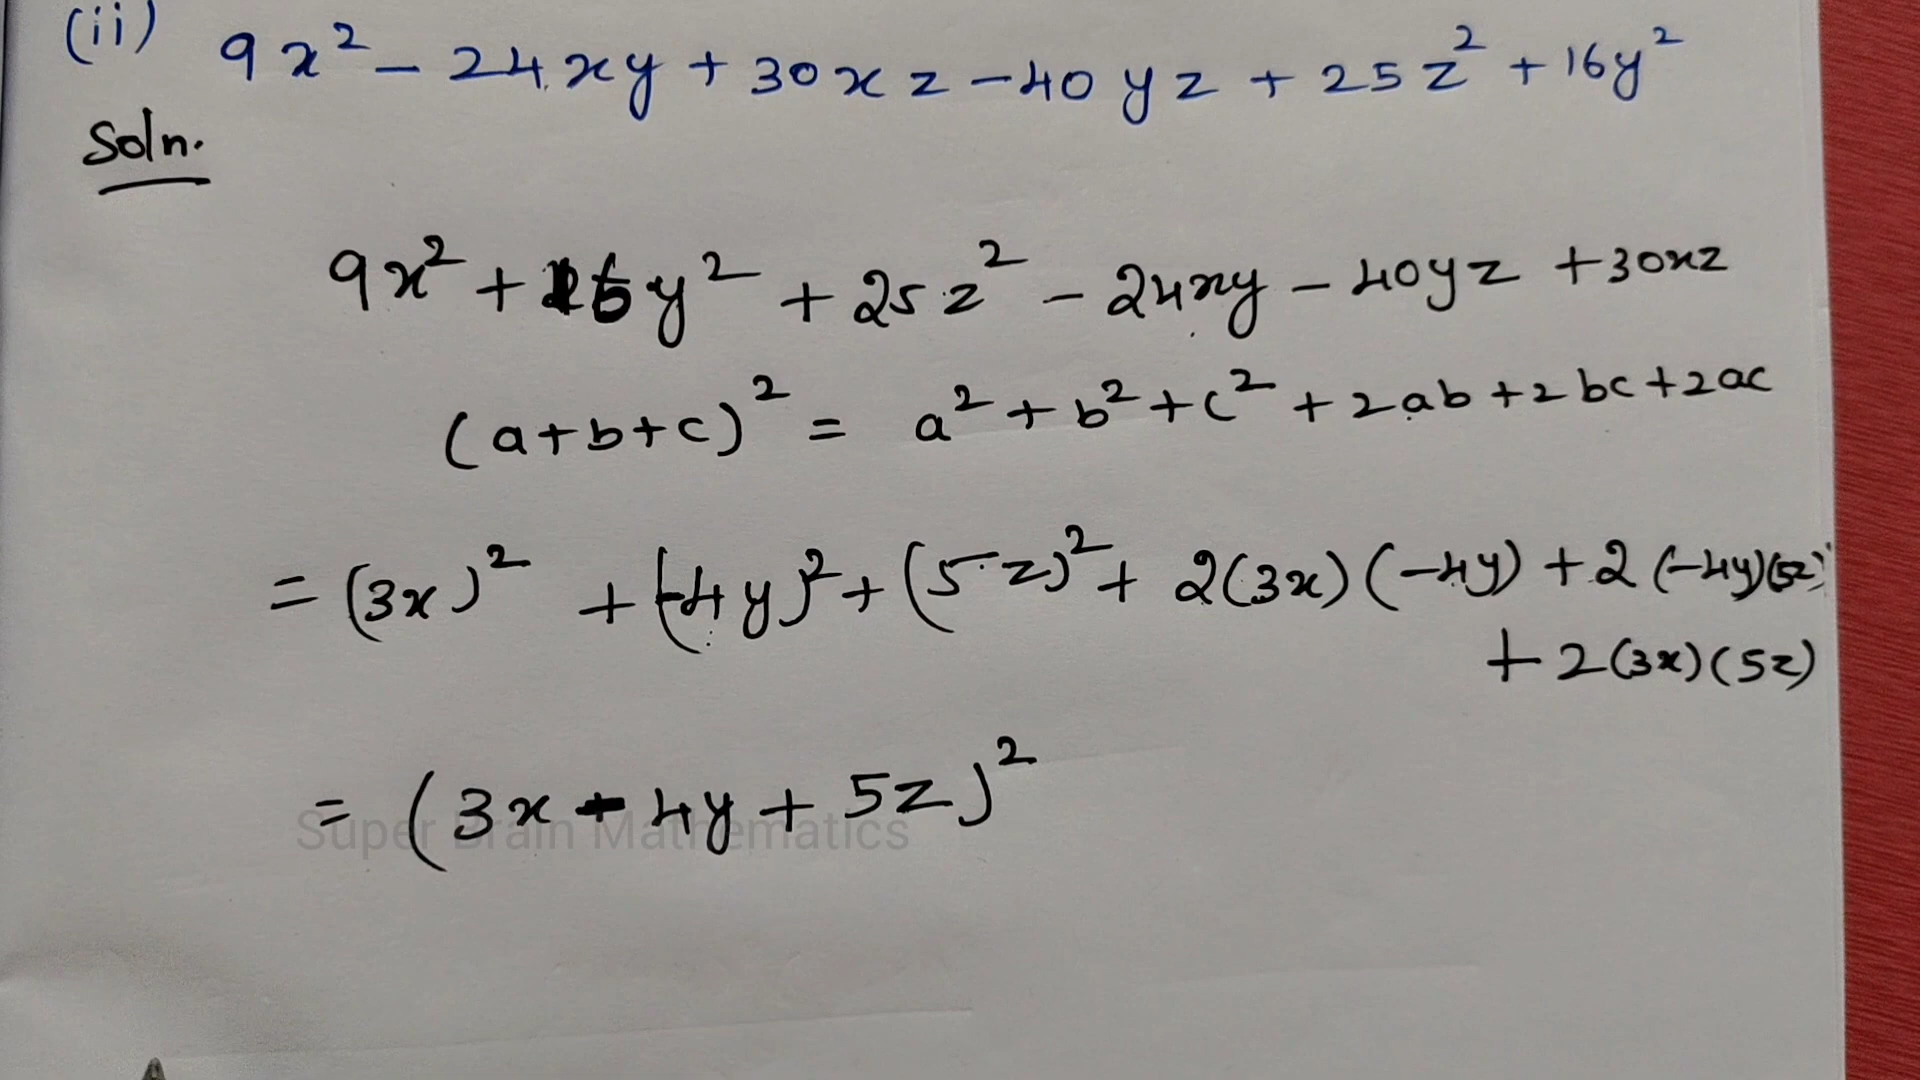 (ii) 9x² - 24xy + 30xz - 40yz + 25z² + 16y²
Soln.
9x² + 16y² + 25z² - 24xy - 40yz + 30xz
(a+b+c)² = a² + b² + c² + 2ab + 2bc + 2ac
= (3x)² + (-4y)² + (5z)² + 2(3x)(-4y) + 2(-4y)(5z)
+ 2(3x)(5z)
= (3x - 4y + 5z)²
Super Brain Mathematics